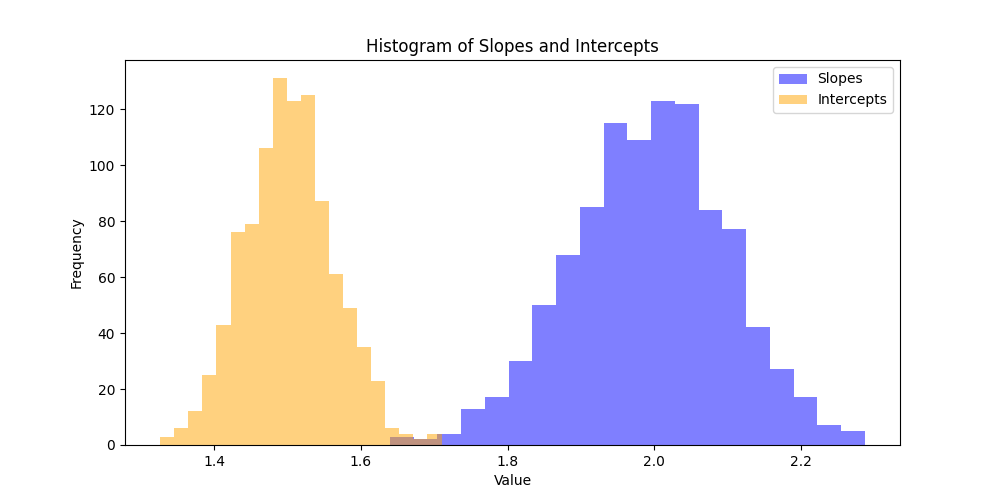 Histogram of Slopes and Intercepts
Slopes
Intercepts
120
100
80
60
40
20
0
Frequency
1.4
1.6
1.8
2.0
2.2
Value